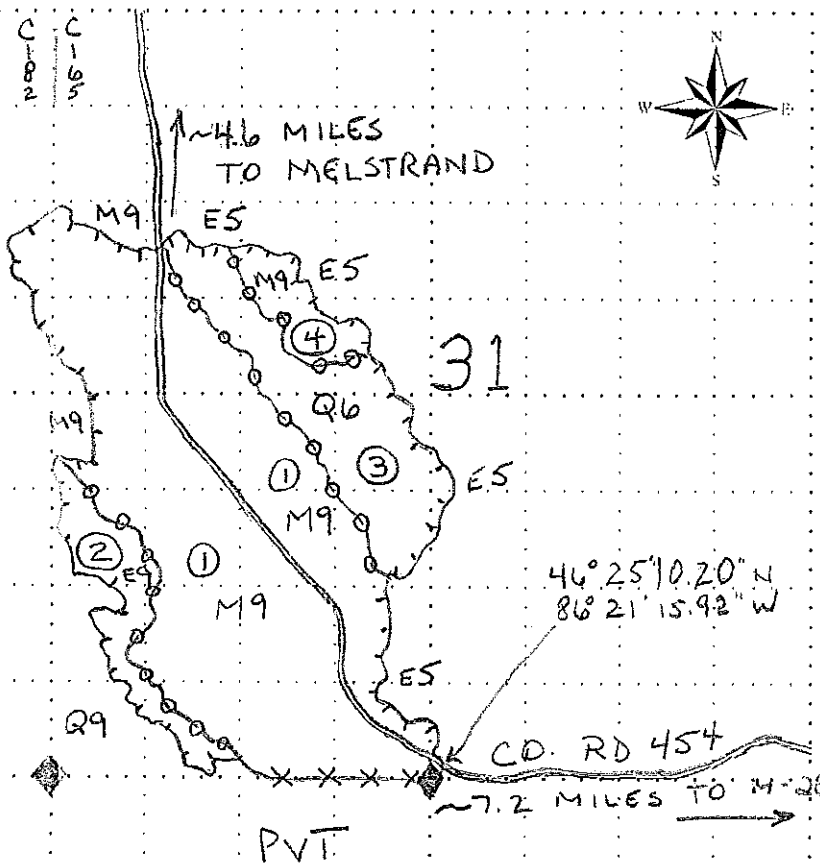 C-102
C-165
N
W
E
S
~4.6 MILES
TO MELSTRAND
M9
E5
M9
E5
④
31
Q6
M9
①
③
E5
M9
②
①
E9
M9
46° 25' 10.20" N
86° 21' 15.92" W
E5
Q9
CO. RD 454
~7.2 MILES TO
PVT